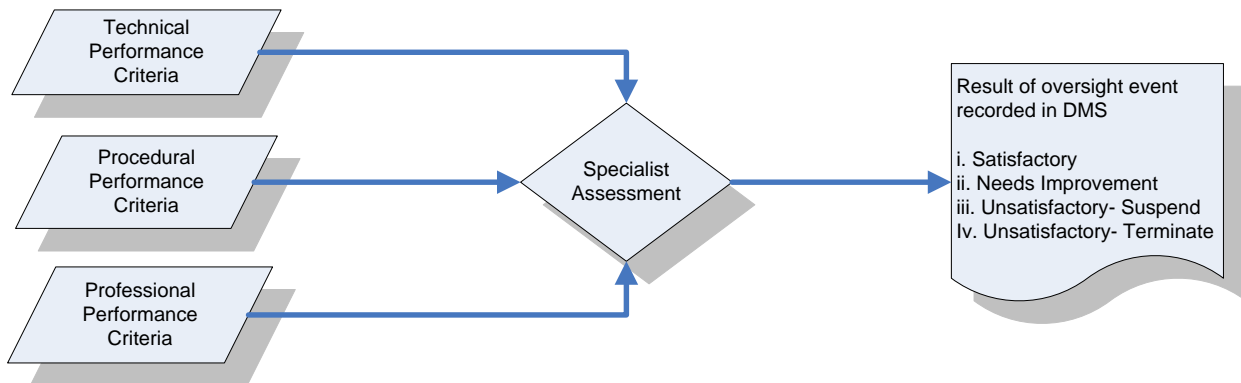 Technical
Performance
Criteria
Procedural
Performance
Criteria
Professional
Performance
Criteria
Specialist
Assessment
Result of oversight event
recorded in DMS
i. Satisfactory
ii. Needs Improvement
iii. Unsatisfactory- Suspend
Iv. Unsatisfactory- Terminate